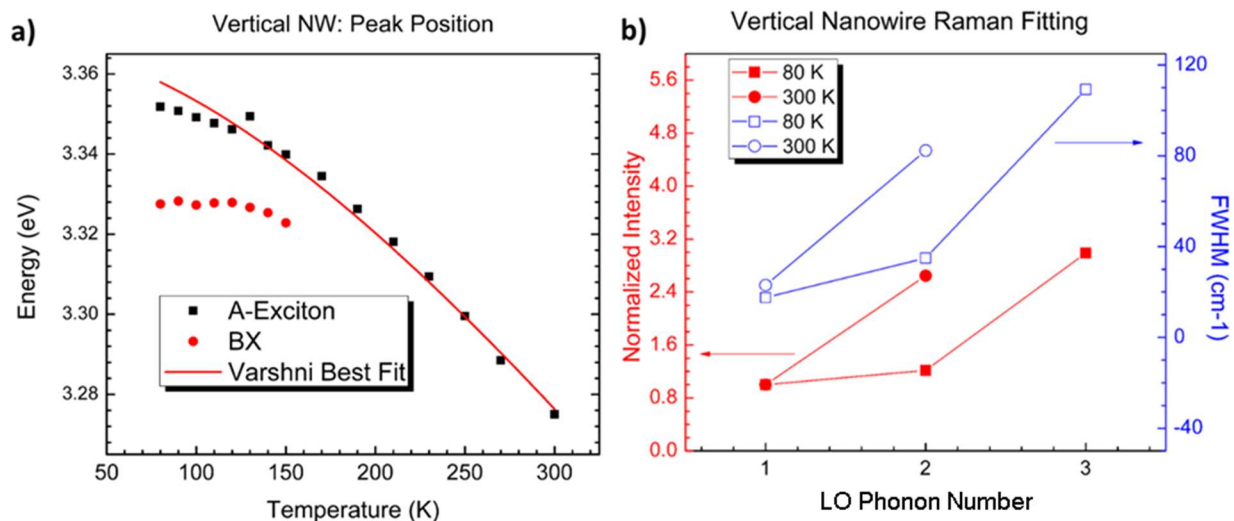 a)
Vertical NW: Peak Position
Energy (eV)
3.36
3.34
3.32
3.30
3.28
A-Exciton
BX
Varshni Best Fit
50 100 150 200 250 300
Temperature (K)
b)
Vertical Nanowire Raman Fitting
Normalized Intensity
5.6
4.8
4.0
3.2
2.4
1.6
0.8
0.0
80 K
300 K
80 K
300 K
120
80
40
0
-40
FWHM (cm-1)
1 2 3
LO Phonon Number